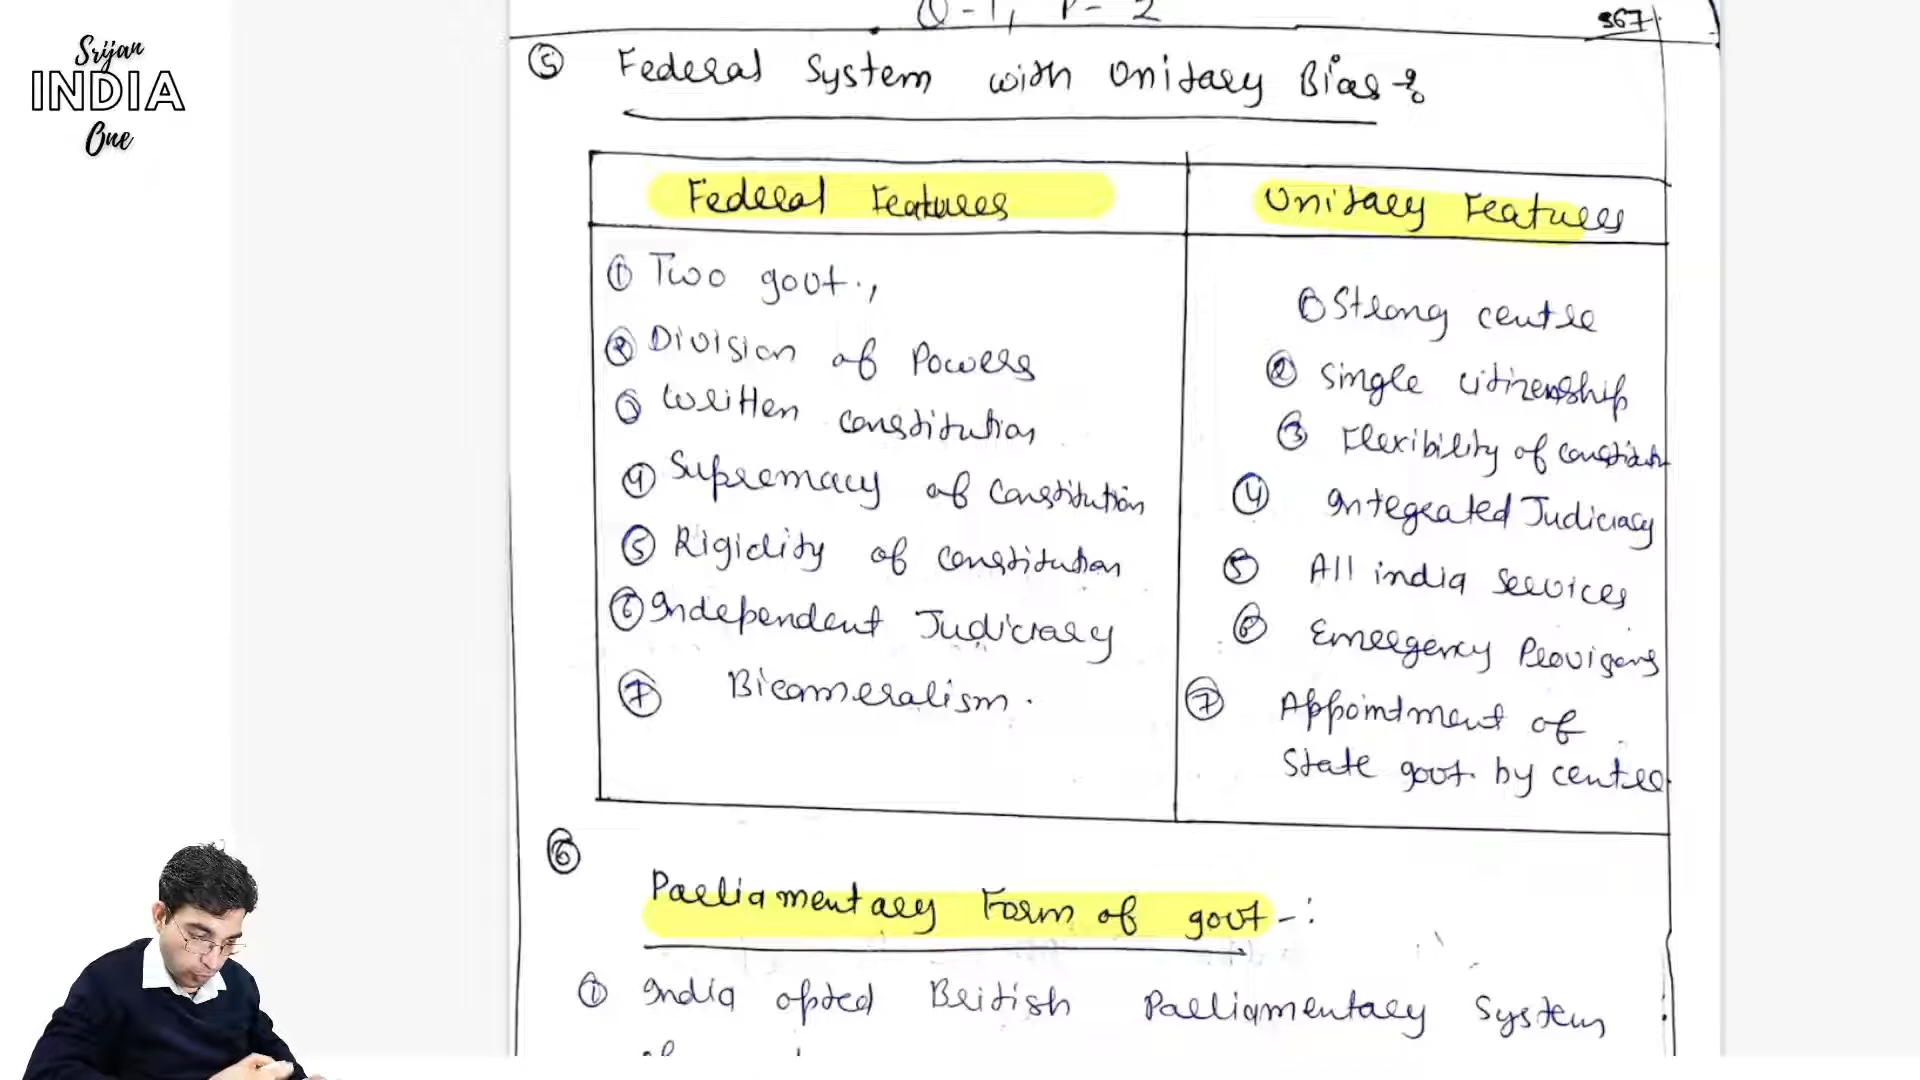 Srijan
INDIA
One
367
⑤ Federal System with Unitary Bias -:
Federal Features
① Two govt.,
② Division of Powers
③ Written constitution
④ Supremacy of Constitution
⑤ Rigidity of constitution
⑥ Independent Judiciary
⑦ Bicameralism.
Unitary Features
① Strong centre
② Single citizenship
③ Flexibility of
④ Integrated Judiciary
⑤ All india Services
⑥ Emergency Provisions
⑦ Appointment of
State govt. by centre
⑥
Parliamentary Form of govt -:
① India opted British Parliamentary System